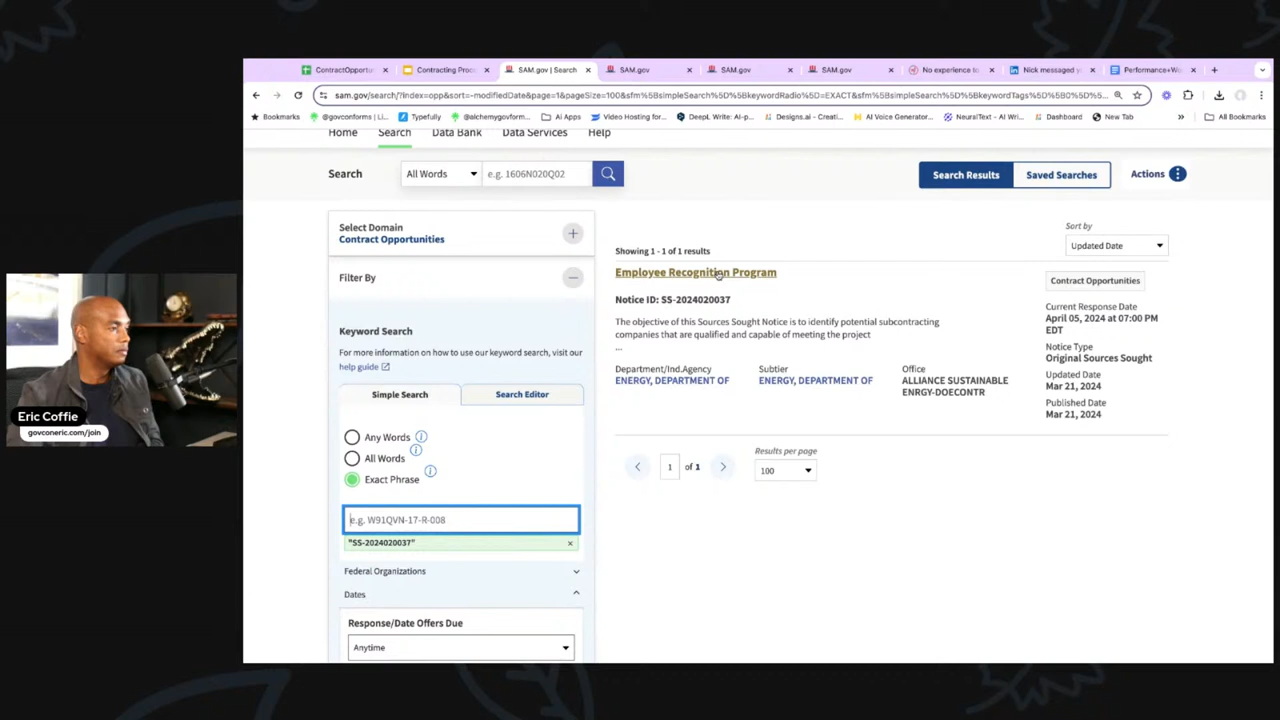 ContractOpportu
Contracting Proc
SAM.gov | Search
SAM.gov
SAM.gov
SAM.gov
No experience to
Nick messaged y
Performance+W
sam.gov/search/?index=opp&sort=-modifiedDate&page=1&pageSize=100&sfm%5BsimpleSearch%5D%5BkeywordRadio%5D=EXACT&sfm%5BsimpleSearch%5D%5BkeywordTags%5D%5B0%5D%5D...
Bookmarks
@govconforms | Li...
Typefully
@alchemygovform...
Ai Apps
Video Hosting for...
DeepL Write: AI-p...
Designs.ai - Creati...
AI Voice Generator...
NeuralText - AI Wri...
Dashboard
New Tab
All Bookmarks
Home
Search
Data Bank
Data Services
Help
Search
All Words
e.g. 1606N020Q02
Search Results
Saved Searches
Actions
Select Domain
Contract Opportunities
Filter By
Keyword Search
For more information on how to use our keyword search, visit our
help guide
Simple Search
Search Editor
Any Words
All Words
Exact Phrase
e.g. W91QVN-17-R-008
"SS-2024020037"
Federal Organizations
Dates
Response/Date Offers Due
Anytime
Sort by
Updated Date
Showing 1 - 1 of 1 results
Employee Recognition Program
Notice ID: SS-2024020037
The objective of this Sources Sought Notice is to identify potential subcontracting
companies that are qualified and capable of meeting the project
...
Department/Ind.Agency
ENERGY, DEPARTMENT OF
Subtier
ENERGY, DEPARTMENT OF
Office
ALLIANCE SUSTAINABLE
ENRGY-DOECONTR
Contract Opportunities
Current Response Date
April 05, 2024 at 07:00 PM
EDT
Notice Type
Original Sources Sought
Updated Date
Mar 21, 2024
Published Date
Mar 21, 2024
1
of 1
Results per page
100
Eric Coffie
govconeric.com/join